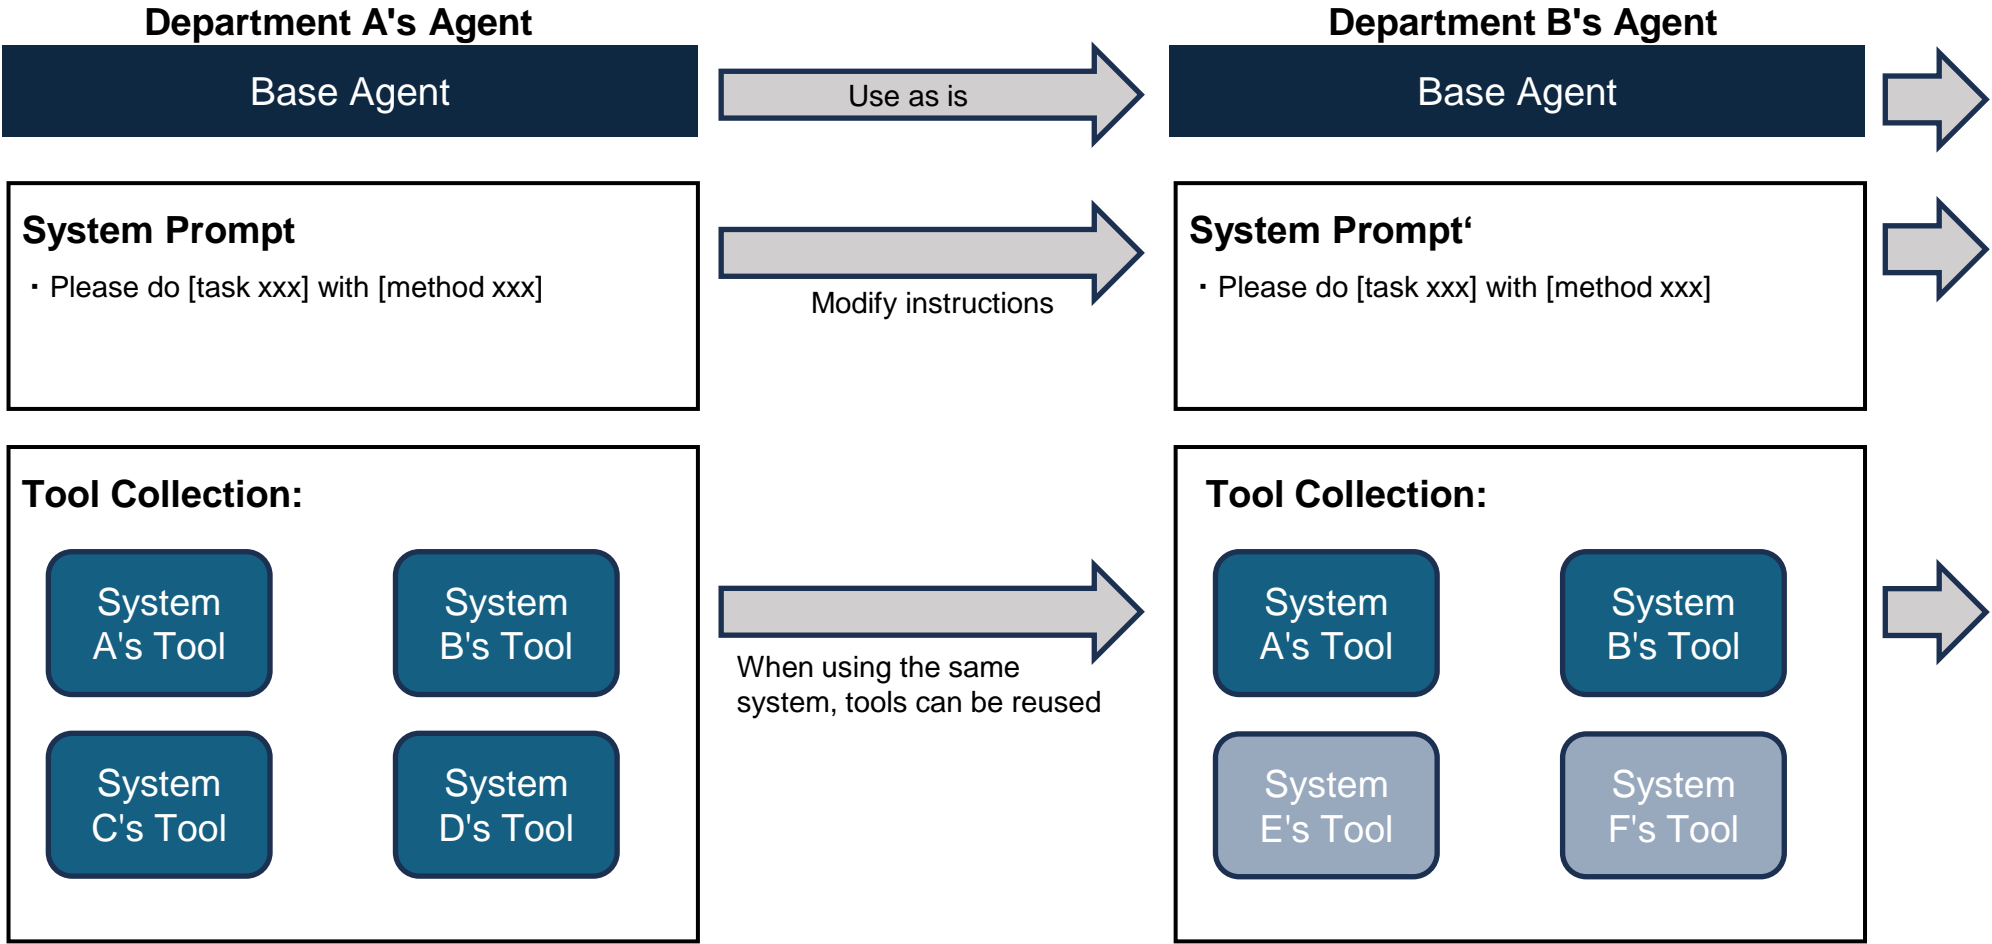 Department A's Agent
Department B's Agent
Base Agent
Use as is
Base Agent
System Prompt
・Please do [task xxx] with [method xxx]
Modify instructions
System Prompt‘
・Please do [task xxx] with [method xxx]
Tool Collection:
System
A's Tool
System
B's Tool
System
C's Tool
System
D's Tool
When using the same
system, tools can be reused
Tool Collection:
System
A's Tool
System
B's Tool
System
E's Tool
System
F's Tool